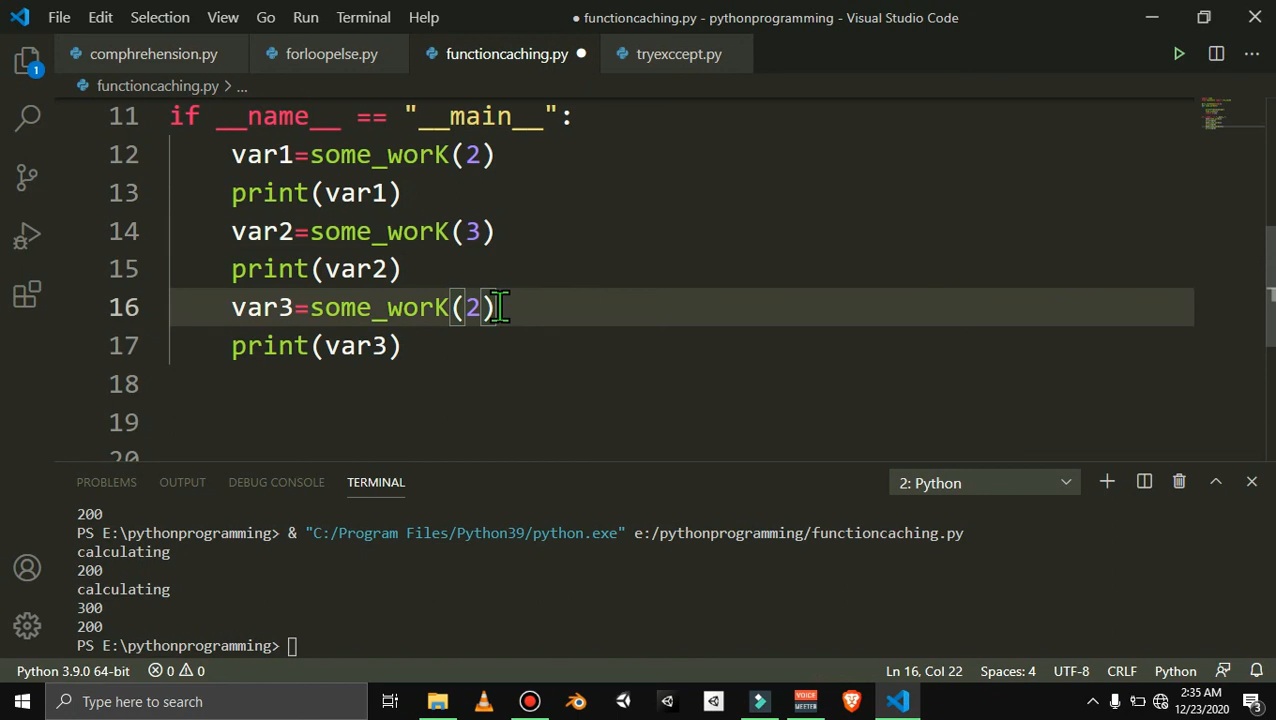 File Edit Selection View Go Run Terminal Help
● functioncaching.py - pythonprogramming - Visual Studio Code
comphrehension.py forloopelse.py functioncaching.py ● tryexccept.py
functioncaching.py > ...
11 if __name__ == "__main__":
12 var1=some_worK(2)
13 print(var1)
14 var2=some_worK(3)
15 print(var2)
16 var3=some_worK(2)
17 print(var3)
18
19
20
1
PROBLEMS OUTPUT DEBUG CONSOLE TERMINAL 2: Python
200
PS E:\pythonprogramming> & "C:/Program Files/Python39/python.exe" e:/pythonprogramming/functioncaching.py
calculating
200
calculating
300
200
PS E:\pythonprogramming>
Python 3.9.0 64-bit 0 0 Ln 16, Col 22 Spaces: 4 UTF-8 CRLF Python
Type here to search
VOICE MEETER
2:35 AM
12/23/2020
3